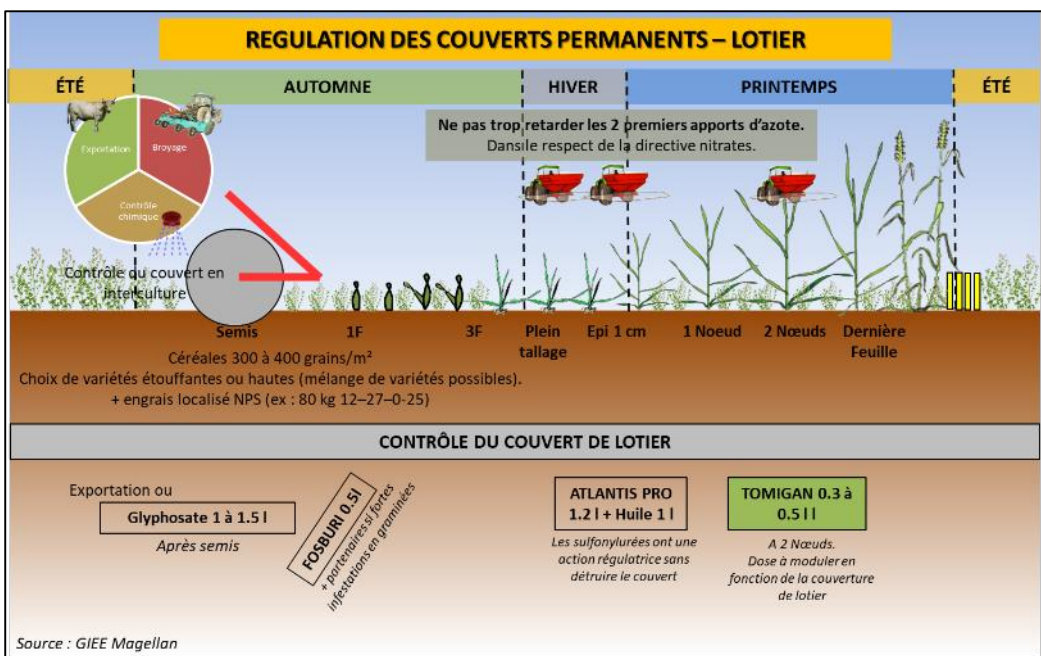 REGULATION DES COUVERTS PERMANENTS – LOTIER
ÉTÉ
AUTOMNE
HIVER
PRINTEMPS
ÉTÉ
Ne pas trop retarder les 2 premiers apports d'azote.
Dans le respect de la directive nitrates.
Exportation
Broyage
Contrôle
chimique
Contrôle du couvert en
interculture
Semis
1F
3F
Plein
tallage
Epi 1 cm
1 Noeud
2 Nœuds
Dernière
Feuille
Céréales 300 à 400 grains/m²
Choix de variétés étouffantes ou hautes (mélange de variétés possibles).
+ engrais localisé NPS (ex : 80 kg 12–27–0-25)
CONTRÔLE DU COUVERT DE LOTIER
Exportation ou
Glyphosate 1 à 1.5 l
Après semis
FOSBURI 0.5l
+ partenaires si fortes
infestations en graminées
ATLANTIS PRO
1.2 l + Huile 1 l
Les sulfonylurées ont une
action régulatrice sans
détruire le couvert
TOMIGAN 0.3 à
0.5 l l
A 2 Nœuds.
Dose à moduler en
fonction de la couverture
de lotier
Source : GIEE Magellan